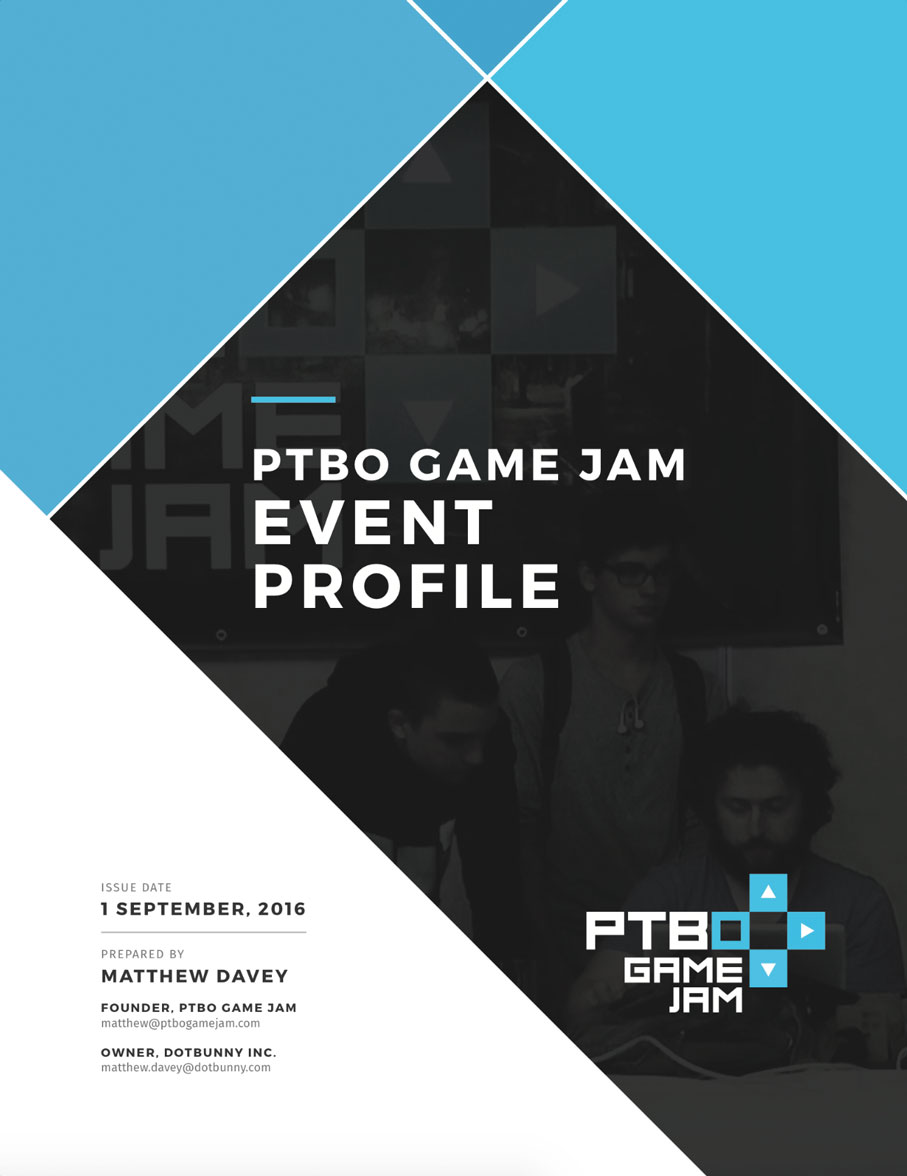 PTBO GAME JAM
EVENT
PROFILE
ISSUE DATE
1 SEPTEMBER, 2016
PREPARED BY
MATTHEW DAVEY
FOUNDER, PTBO GAME JAM
matthew@ptbogamejam.com
OWNER, DOTBUNNY INC.
matthew.davey@dotbunny.com
PTBO
GAME
JAM